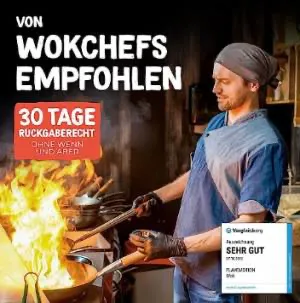 VON
WOKCHEFS
EMPFOHLEN
30 TAGE
RÜCKGABERECHT
OHNE WENN
UND ABER
Vergleich.org
Auszeichnung
SEHR GUT